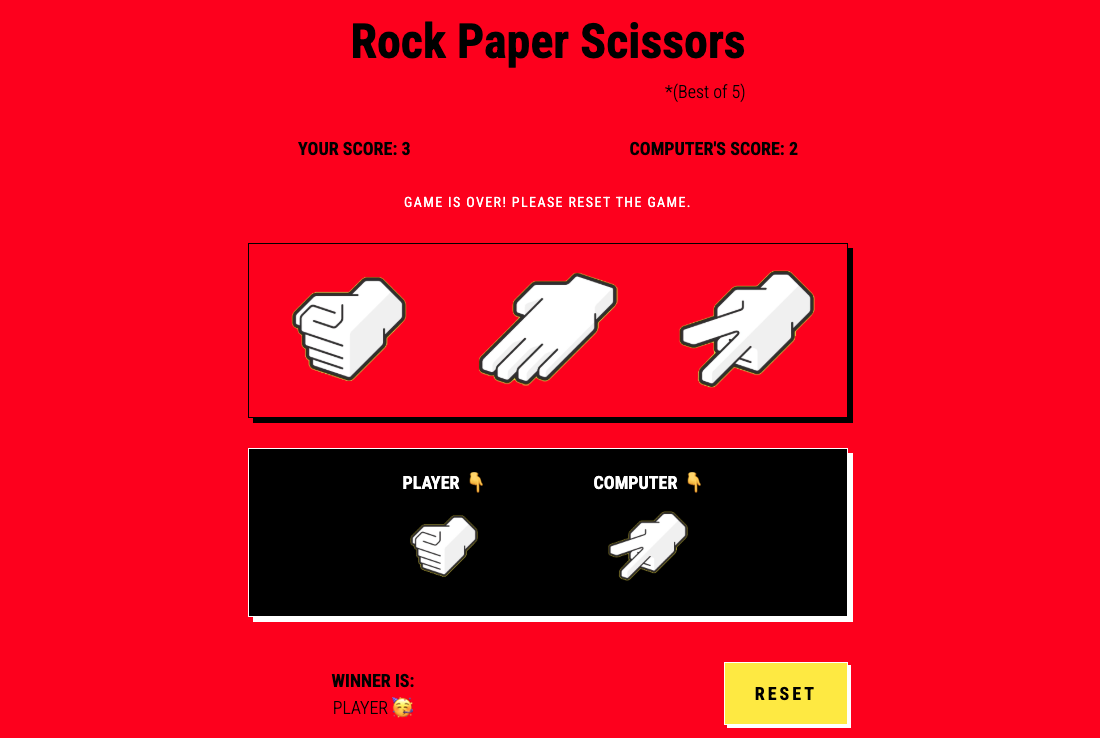 Rock Paper Scissors
*(Best of 5)
YOUR SCORE: 3
COMPUTER'S SCORE: 2
GAME IS OVER! PLEASE RESET THE GAME.
PLAYER 👇
COMPUTER 👇
WINNER IS:
PLAYER 🥳
RESET